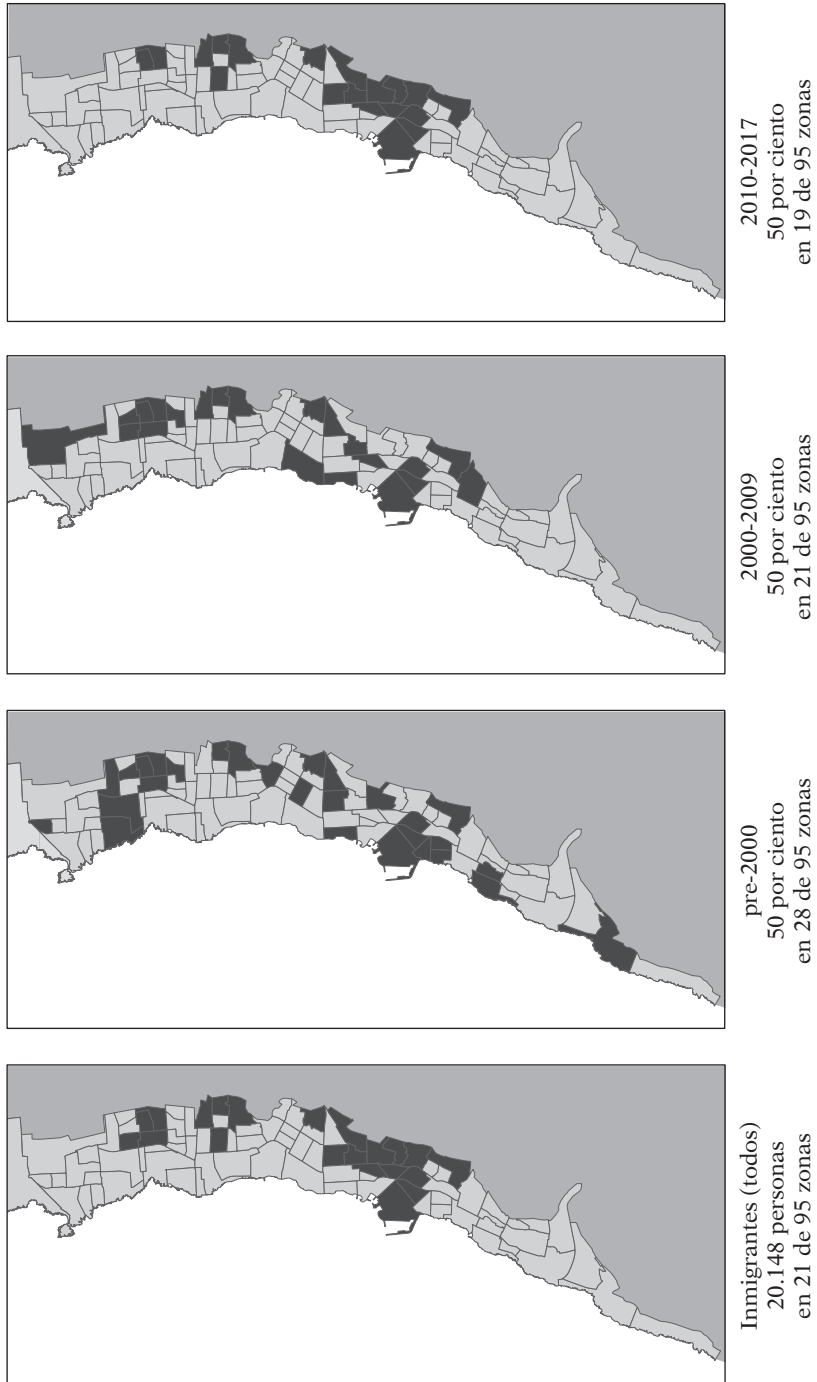 Inmigrantes (todos)
20.148 personas
en 21 de 95 zonas
pre-2000
50 por ciento
en 28 de 95 zonas
2000-2009
50 por ciento
en 21 de 95 zonas
2010-2017
50 por ciento
en 19 de 95 zonas